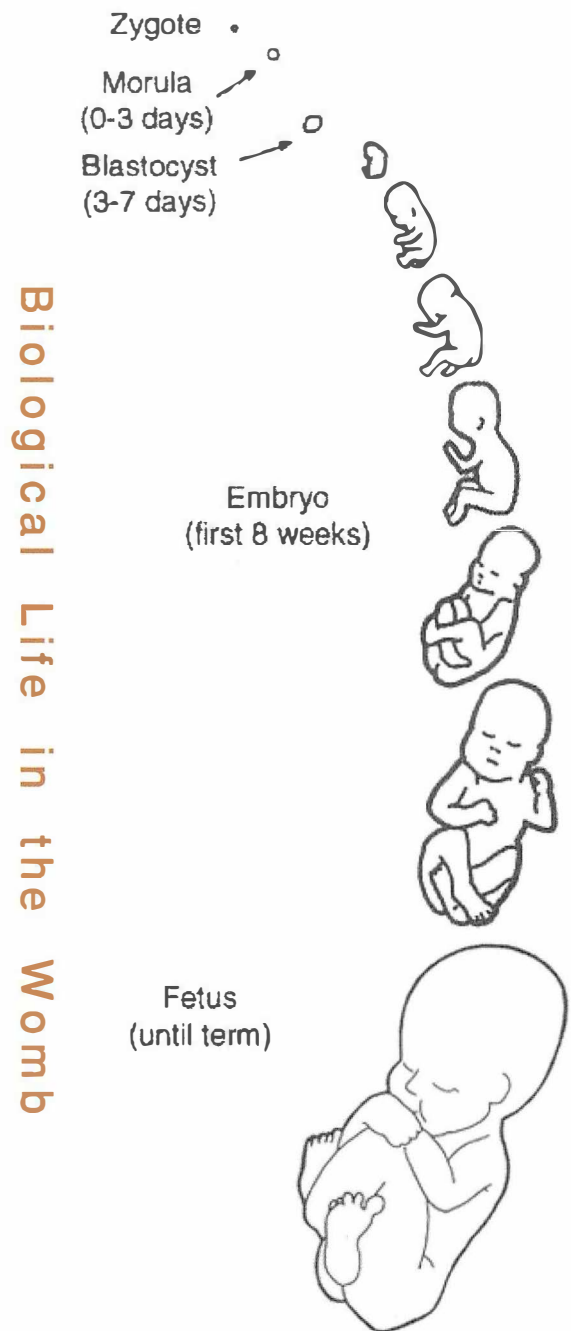 Zygote
Morula
(0-3 days)
Blastocyst
(3-7 days)
Embryo
(first 8 weeks)
Fetus
(until term)
Biological Life in the Womb